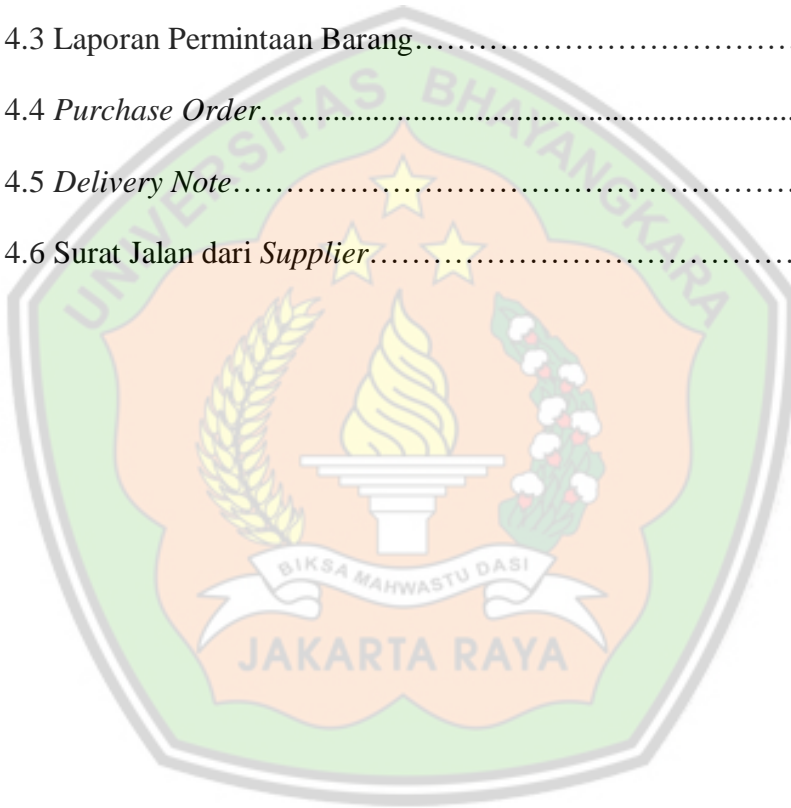 4.3 Laporan Permintaan Barang……………………………….
4.4 Purchase Order....................................................................................
4.5 Delivery Note……………………………………………….
4.6 Surat Jalan dari Supplier…………………………………….
UNIVERSITAS BHAYANGKARA
BIKSA MAHWASTU DASI
JAKARTA RAYA